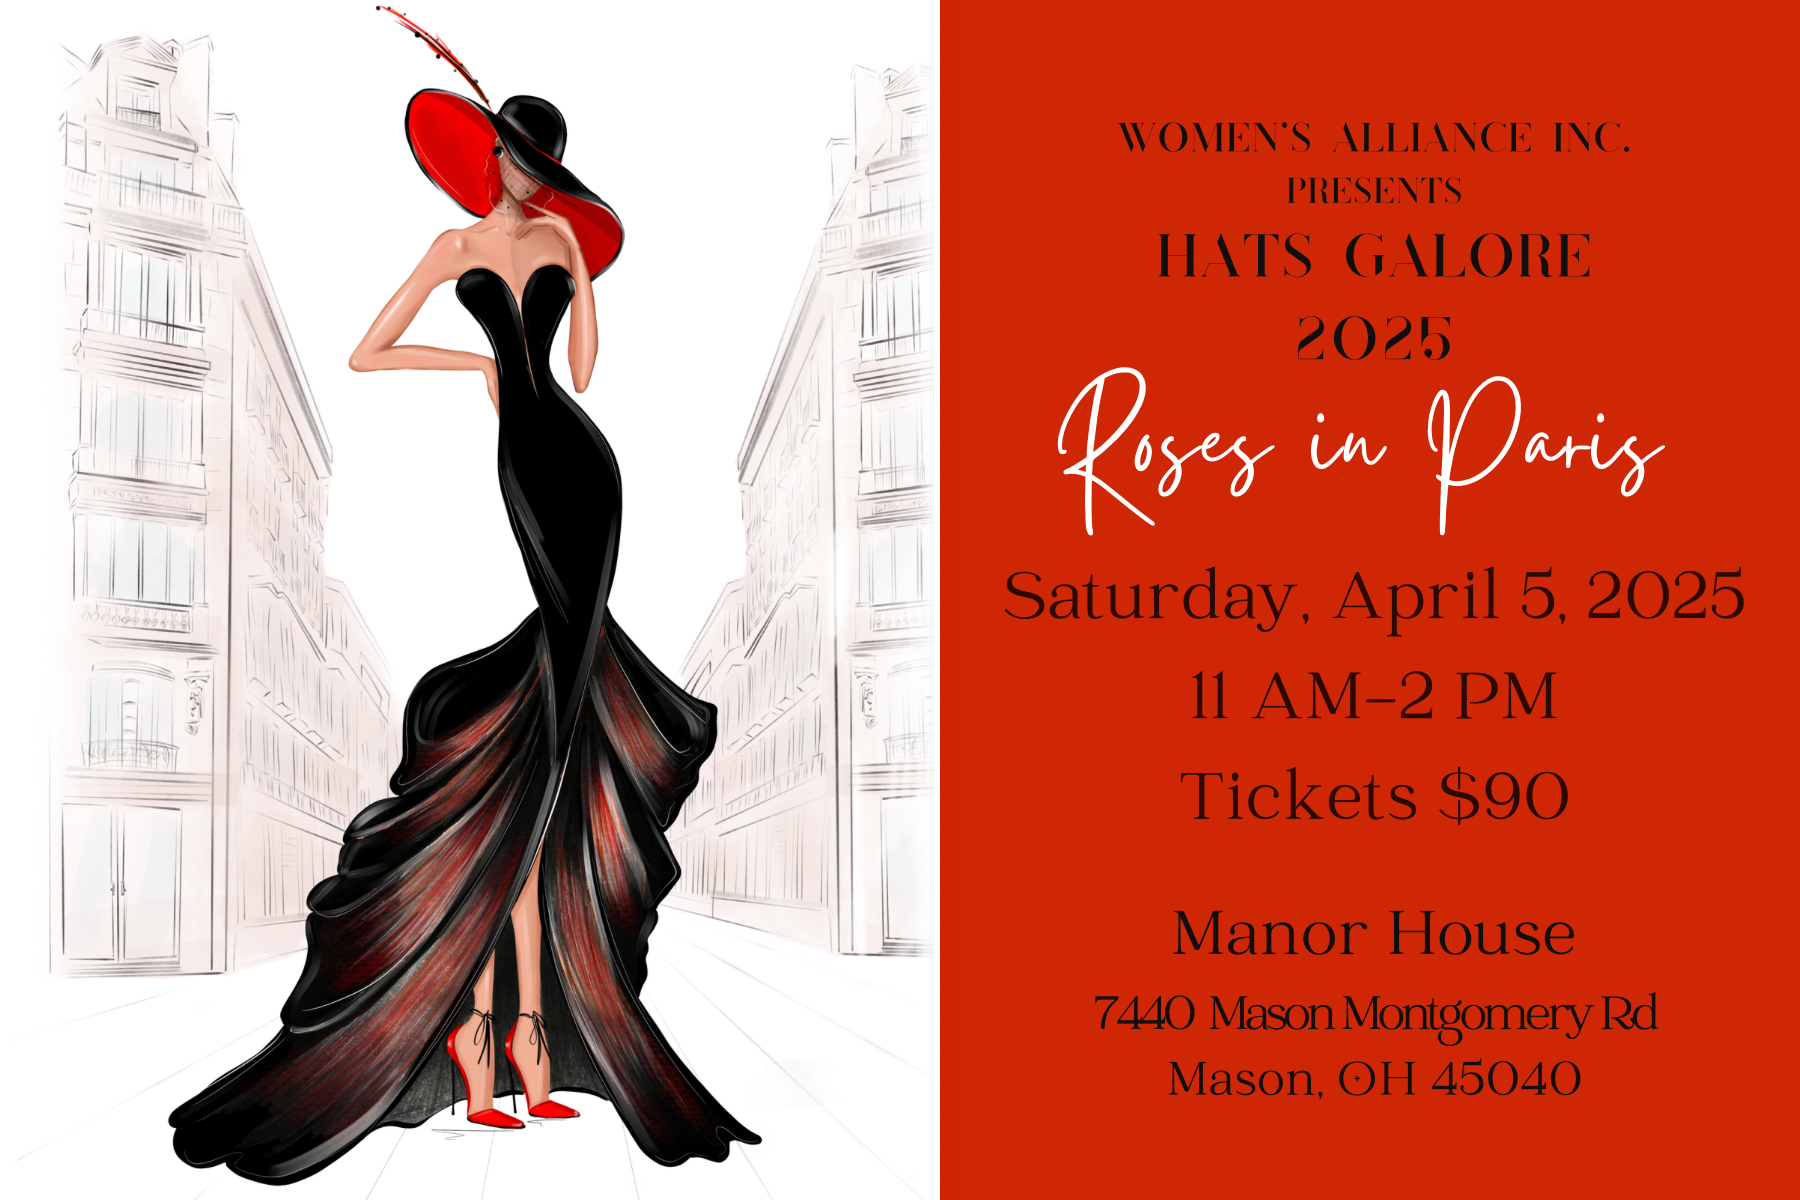 WOMEN'S ALLIANCE INC.
PRESENTS
HATS GALORE
2025
Roses in Paris
Saturday, April 5, 2025
11 AM–2 PM
Tickets $90
Manor House
7440 Mason Montgomery Rd
Mason, OH 45040